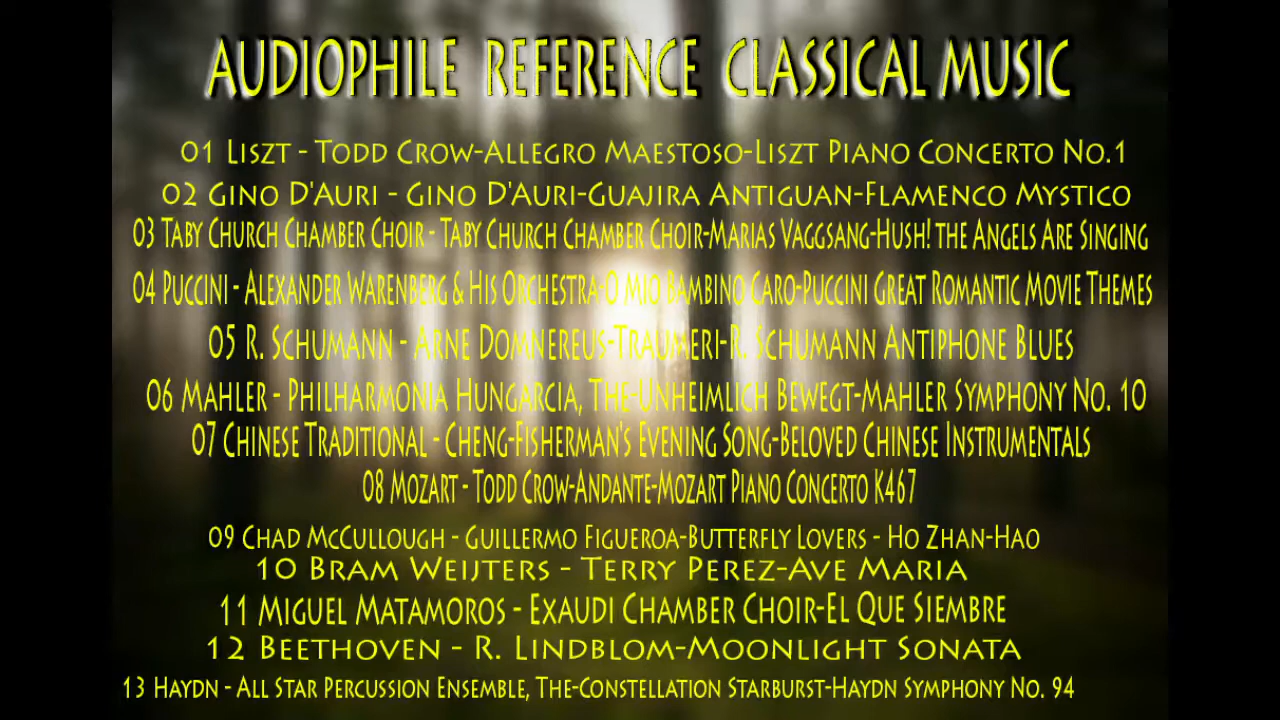 AUDIOPHILE REFERENCE CLASSICAL MUSIC
01 LISZT - TODD CROW-ALLEGRO MAESTOSO-LISZT PIANO CONCERTO NO.1
02 GINO D'AURI - GINO D'AURI-GUAJIRA ANTIGUAN-FLAMENCO MYSTICO
03 TABY CHURCH CHAMBER CHOIR - TABY CHURCH CHAMBER CHOIR-MARIAS VAGGSANG-HUSH! THE ANGELS ARE SINGING
04 PUCCINI - ALEXANDER WARENBERG & HIS ORCHESTRA-O MIO BAMBINO CARO-PUCCINI GREAT ROMANTIC MOVIE THEMES
05 R. SCHUMANN - ARNE DOMNEREUS-TRAUMERI-R. SCHUMANN ANTIPHONE BLUES
06 MAHLER - PHILHARMONIA HUNGARCIA, THE-UNHEIMLICH BEWEGT-MAHLER SYMPHONY NO. 10
07 CHINESE TRADITIONAL - CHENG-FISHERMAN'S EVENING SONG-BELOVED CHINESE INSTRUMENTALS
08 MOZART - TODD CROW-ANDANTE-MOZART PIANO CONCERTO K467
09 CHAD MCCULLOUGH - GUILLERMO FIGUEROA-BUTTERFLY LOVERS - HO ZHAN-HAO
10 BRAM WEIJTERS - TERRY PEREZ-AVE MARIA
11 MIGUEL MATAMOROS - EXAUDI CHAMBER CHOIR-EL QUE SIEMBRE
12 BEETHOVEN - R. LINDBLOM-MOONLIGHT SONATA
13 HAYDN - ALL STAR PERCUSSION ENSEMBLE, THE-CONSTELLATION STARBURST-HAYDN SYMPHONY NO. 94